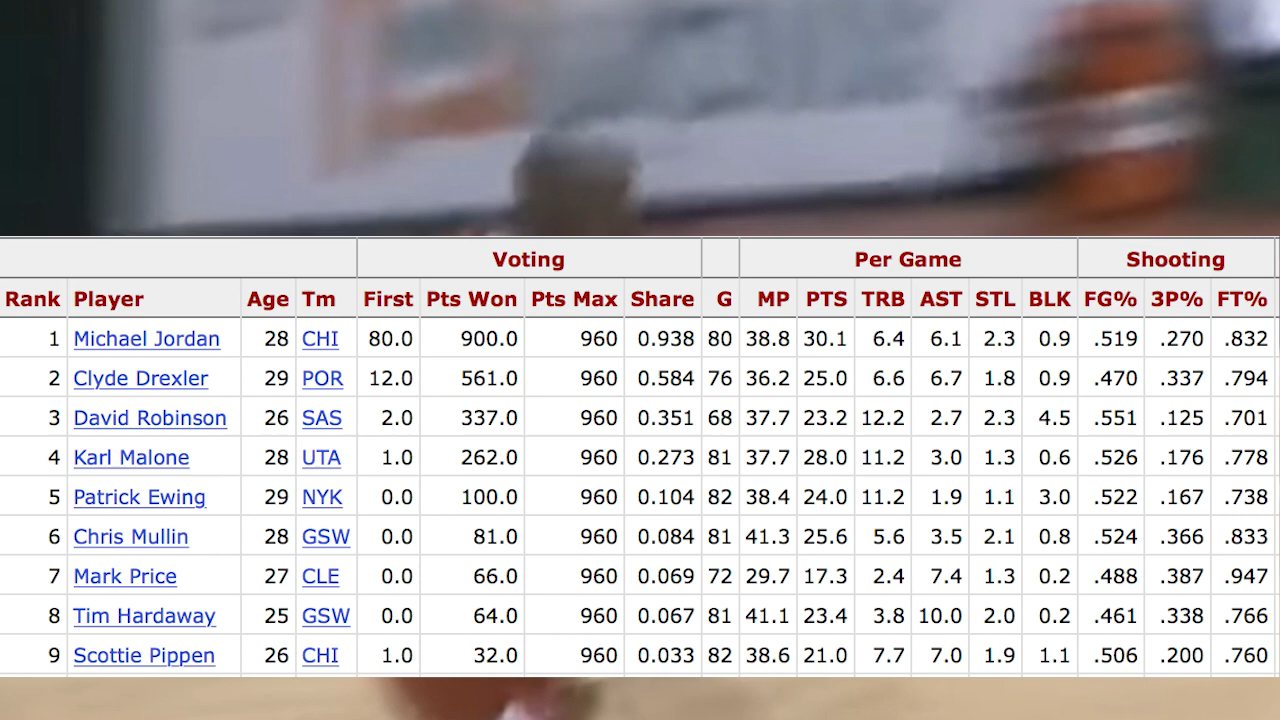 Voting Per Game Shooting
Rank Player Age Tm First Pts Won Pts Max Share G MP PTS TRB AST STL BLK FG% 3P% FT%
1 Michael Jordan 28 CHI 80.0 900.0 960 0.938 80 38.8 30.1 6.4 6.1 2.3 0.9 .519 .270 .832
2 Clyde Drexler 29 POR 12.0 561.0 960 0.584 76 36.2 25.0 6.6 6.7 1.8 0.9 .470 .337 .794
3 David Robinson 26 SAS 2.0 337.0 960 0.351 68 37.7 23.2 12.2 2.7 2.3 4.5 .551 .125 .701
4 Karl Malone 28 UTA 1.0 262.0 960 0.273 81 37.7 28.0 11.2 3.0 1.3 0.6 .526 .176 .778
5 Patrick Ewing 29 NYK 0.0 100.0 960 0.104 82 38.4 24.0 11.2 1.9 1.1 3.0 .522 .167 .738
6 Chris Mullin 28 GSW 0.0 81.0 960 0.084 81 41.3 25.6 5.6 3.5 2.1 0.8 .524 .366 .833
7 Mark Price 27 CLE 0.0 66.0 960 0.069 72 29.7 17.3 2.4 7.4 1.3 0.2 .488 .387 .947
8 Tim Hardaway 25 GSW 0.0 64.0 960 0.067 81 41.1 23.4 3.8 10.0 2.0 0.2 .461 .338 .766
9 Scottie Pippen 26 CHI 1.0 32.0 960 0.033 82 38.6 21.0 7.7 7.0 1.9 1.1 .506 .200 .760